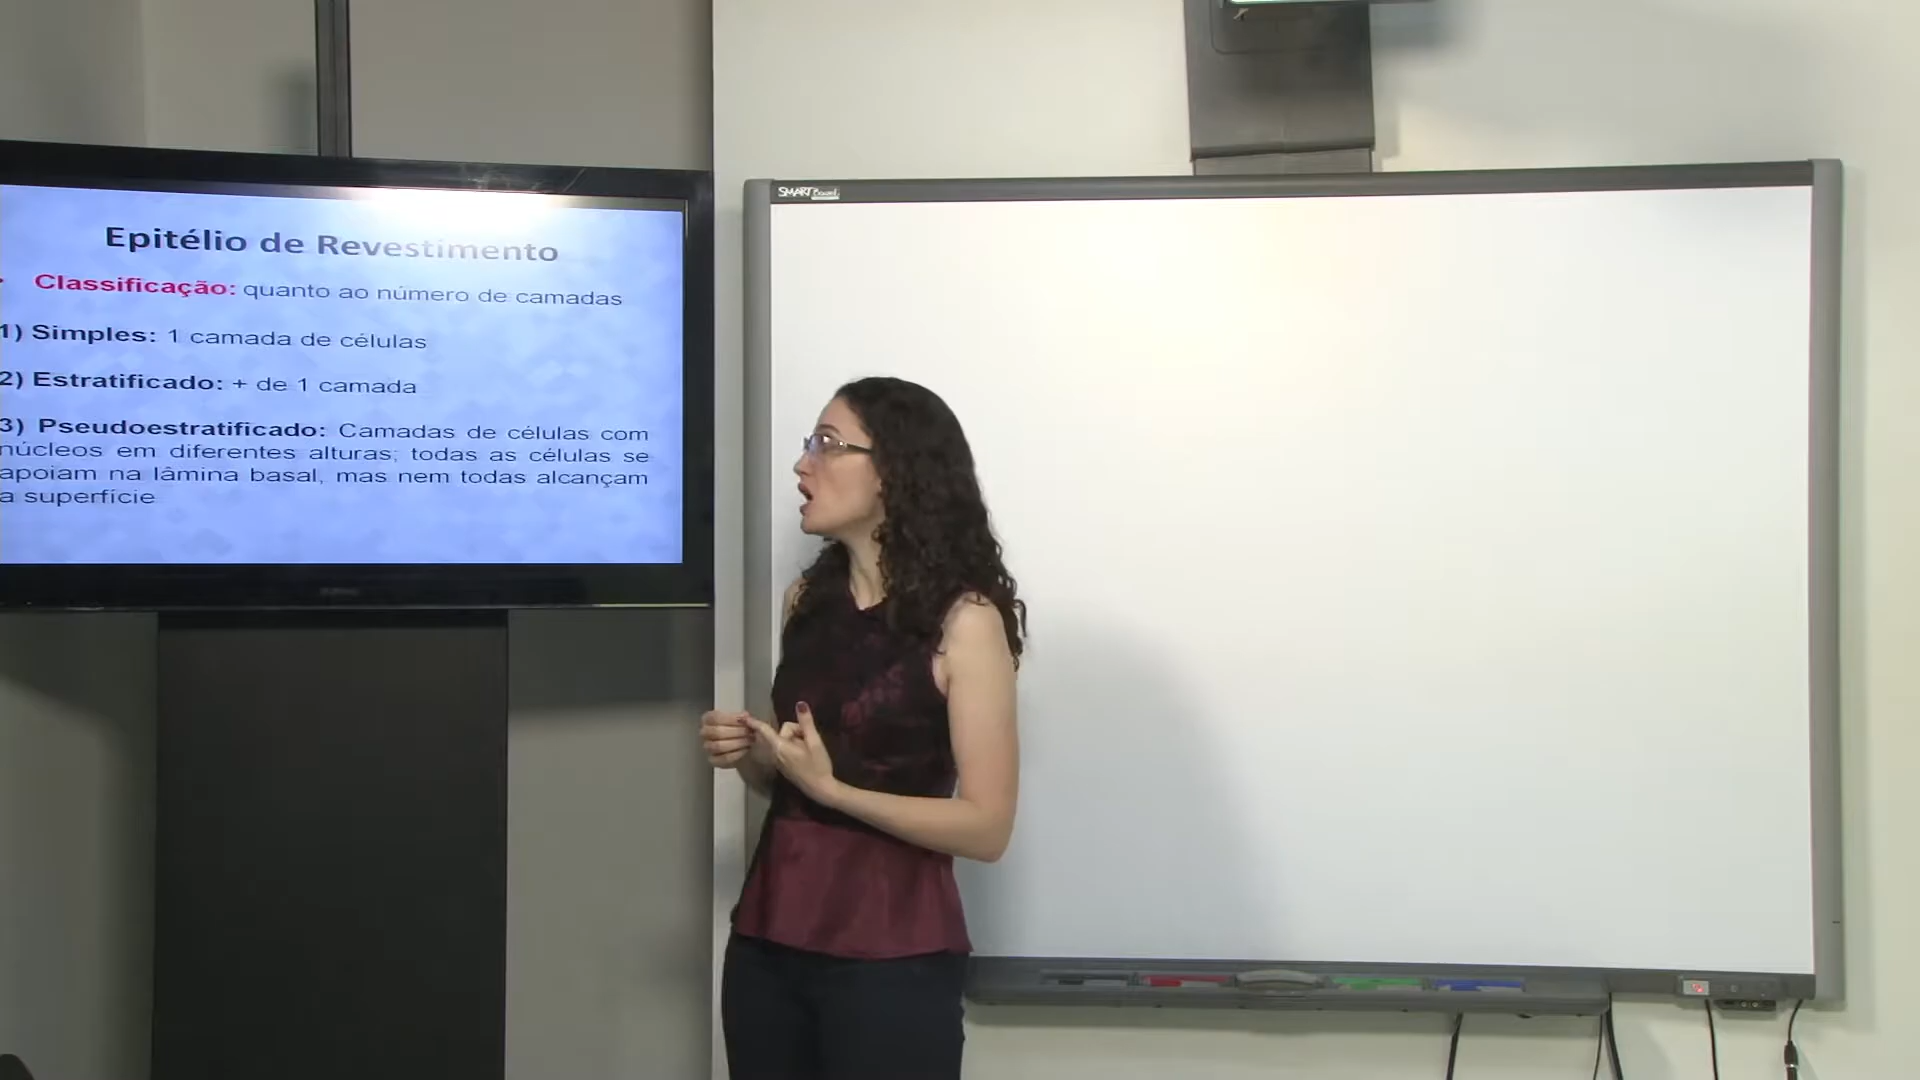 SMART Board
Epitélio de Revestimento
Classificação: quanto ao número de camadas
1) Simples: 1 camada de células
2) Estratificado: + de 1 camada
3) Pseudoestratificado: Camadas de células com
núcleos em diferentes alturas; todas as células se
apoiam na lâmina basal, mas nem todas alcançam
a superfície